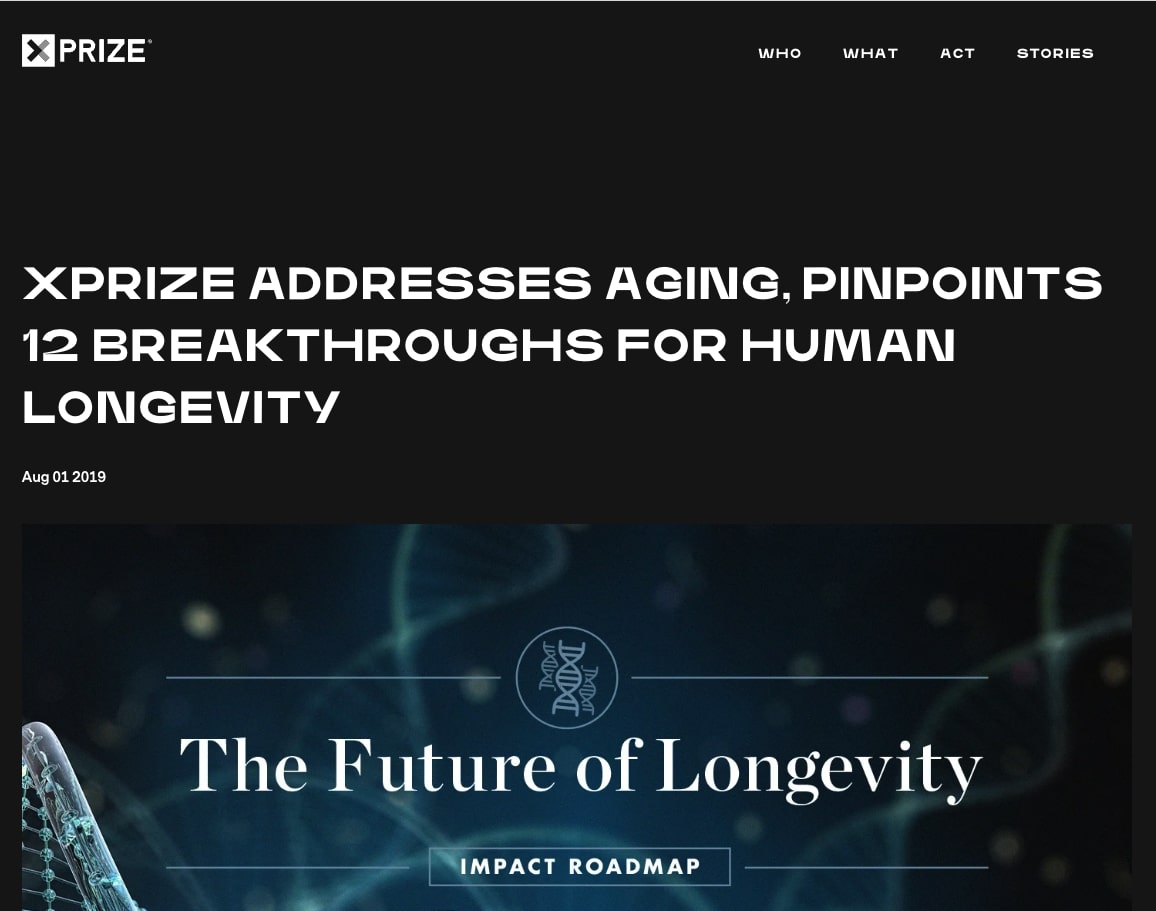 XPRIZE®
WHO WHAT ACT STORIES
XPRIZE ADDRESSES AGING, PINPOINTS
12 BREAKTHROUGHS FOR HUMAN
LONGEVITY
Aug 01 2019
The Future of Longevity
IMPACT ROADMAP